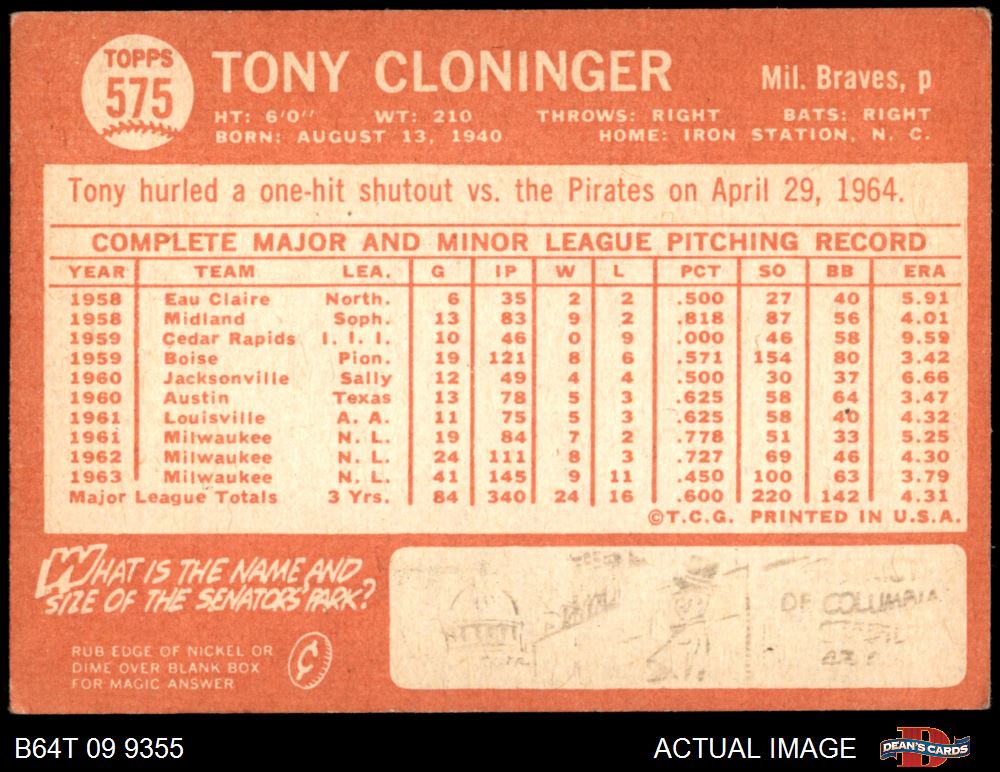 TOPPS
575
TONY CLONINGER
Mil. Braves, p
HT: 6'0" WT: 210 THROWS: RIGHT BATS: RIGHT
BORN: AUGUST 13, 1940 HOME: IRON STATION, N. C.
Tony hurled a one-hit shutout vs. the Pirates on April 29, 1964.
COMPLETE MAJOR AND MINOR LEAGUE PITCHING RECORD
YEAR TEAM LEA. G IP W L PCT SO BB ERA
1958 Eau Claire North. 6 35 2 2 .500 27 40 5.91
1958 Midland Soph. 13 83 9 2 .818 87 56 4.01
1959 Cedar Rapids I. I. I. 10 46 0 9 .000 46 58 9.59
1959 Boise Pion. 19 121 8 6 .571 154 80 3.42
1960 Jacksonville Sally 12 49 4 4 .500 30 37 6.66
1960 Austin Texas 13 78 5 3 .625 58 64 3.47
1961 Louisville A. A. 11 75 5 3 .625 58 40 4.32
1961 Milwaukee N. L. 19 84 7 2 .778 51 33 5.25
1962 Milwaukee N. L. 24 111 8 3 .727 69 46 4.30
1963 Milwaukee N. L. 41 145 9 11 .450 100 63 3.79
Major League Totals 3 Yrs. 84 340 24 16 .600 220 142 4.31
©T.C.G. PRINTED IN U.S.A.
WHAT IS THE NAME AND
SIZE OF THE SENATORS' PARK?
RUB EDGE OF NICKEL OR
DIME OVER BLANK BOX
FOR MAGIC ANSWER
OF COLUMBIA
B64T 09 9355
ACTUAL IMAGE
DEAN'S CARDS